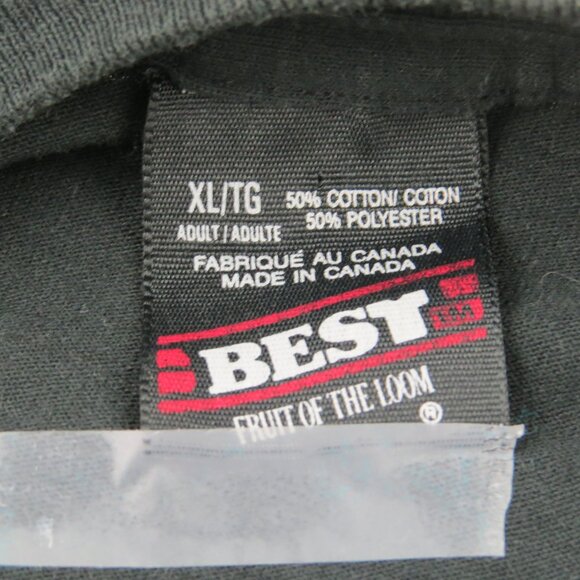 XL/TG
ADULT / ADULTE
50% COTTON/ COTON
50% POLYESTER
FABRIQUÉ AU CANADA
MADE IN CANADA
BEST
FRUIT OF THE LOOM
®